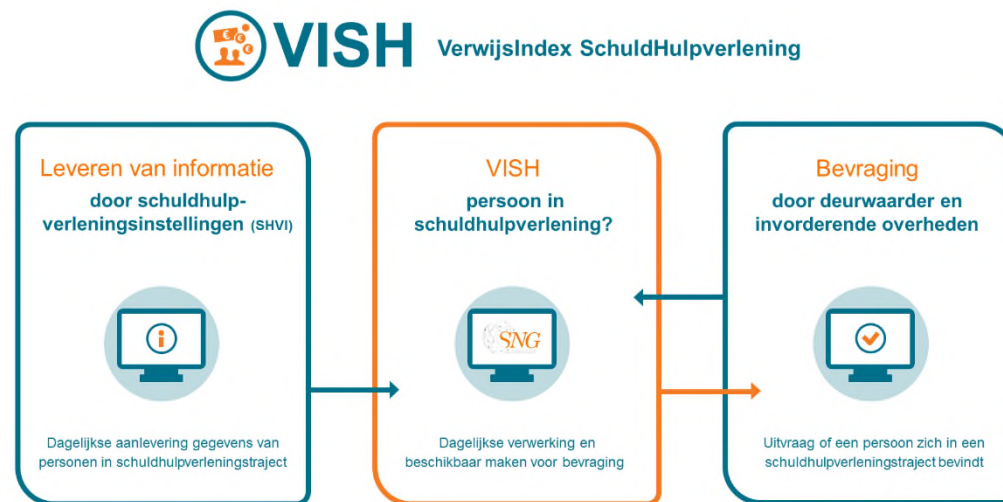 VISH VerwijsIndex SchuldHulpverlening
Leveren van informatie
door schuldhulp-
verleningsinstellingen (SHVI)
Dagelijkse aanlevering gegevens van
personen in schuldhulpverleningstraject
VISH
persoon in
schuldhulpverlening?
SNG
Dagelijkse verwerking en
beschikbaar maken voor bevraging
Bevraging
door deurwaarder en
invorderende overheden
Uitvraag of een persoon zich in een
schuldhulpverleningstraject bevindt